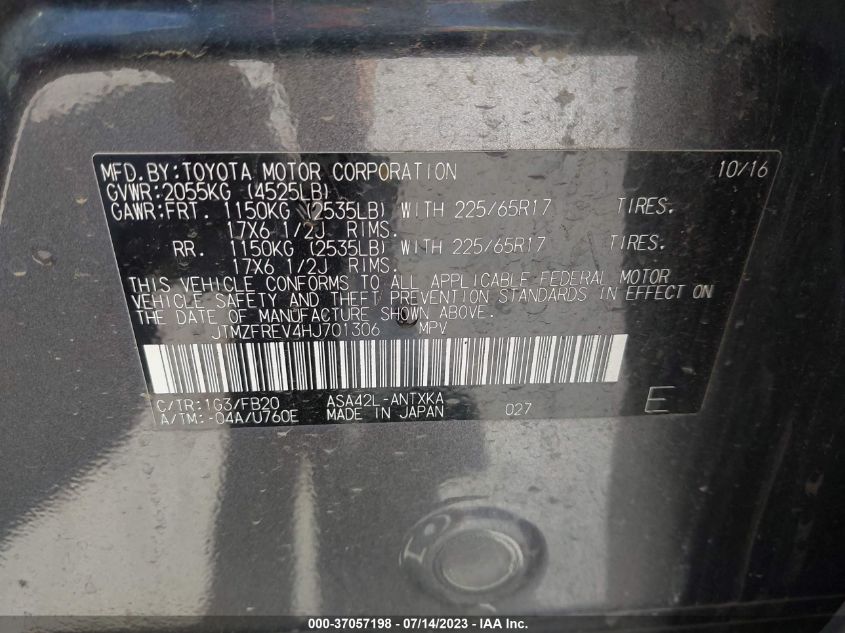 MFD.BY:TOYOTA MOTOR CORPORATION 10/16
GVWR:2055KG (4525LB)
GAWR:FRT. 1150KG (2535LB) WITH 225/65R17 TIRES.
17X6 1/2J RIMS.
RR. 1150KG (2535LB) WITH 225/65R17 TIRES.
17X6 1/2J RIMS.
THIS VEHICLE CONFORMS TO ALL APPLICABLE FEDERAL MOTOR
VEHICLE SAFETY AND THEFT PREVENTION STANDARDS IN EFFECT ON
THE DATE OF MANUFACTURE SHOWN ABOVE.
JTMZFREV4HJ701306 MPV
C/TR:1G3/FB20 ASA42L-ANTXKA
A/TM:-04A/U760E MADE IN JAPAN 027 E
000-37057198 - 07/14/2023 - IAA Inc.